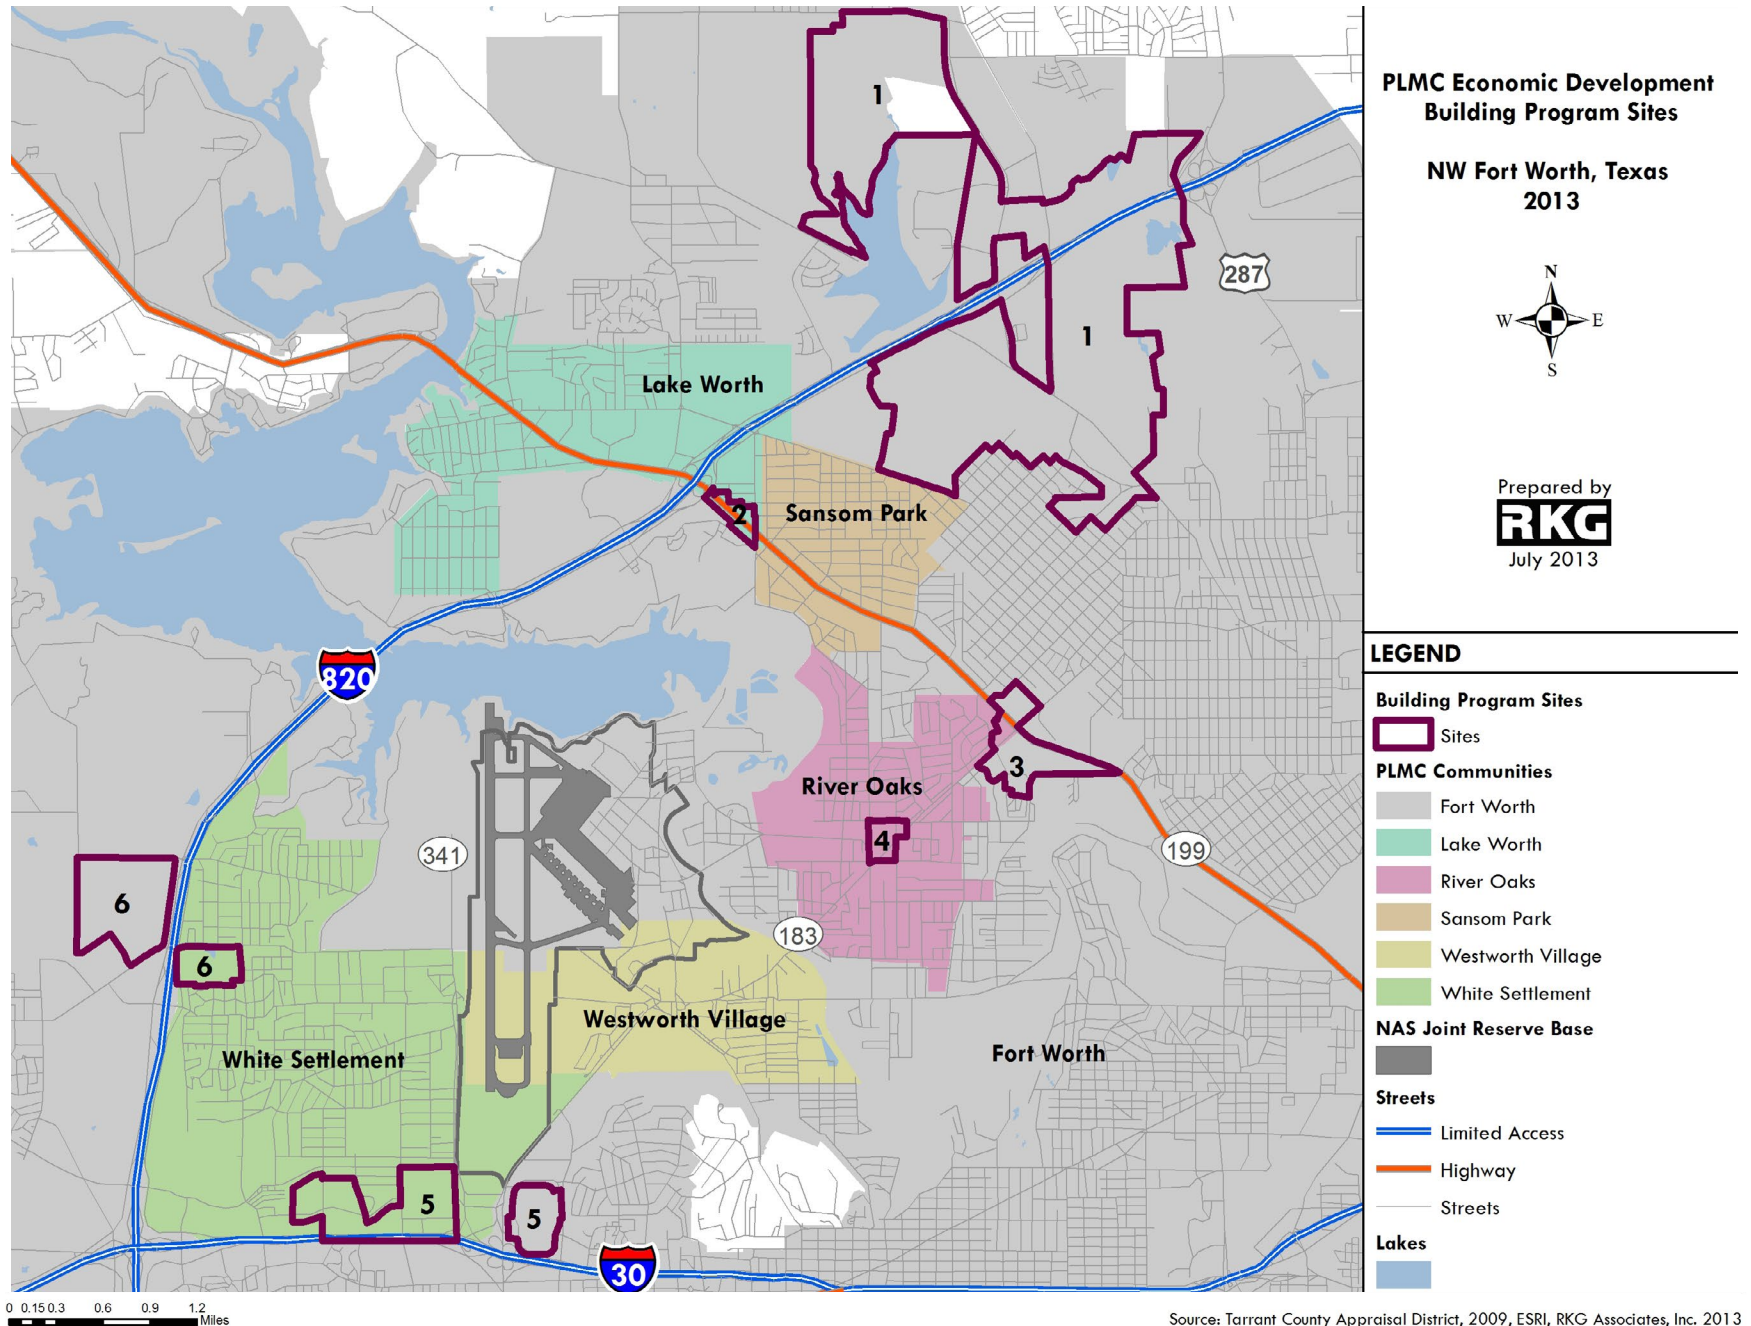 PLMC Economic Development
Building Program Sites
NW Fort Worth, Texas
2013
N
W E
S
Prepared by
RKG
July 2013
LEGEND
Building Program Sites
Sites
PLMC Communities
Fort Worth
Lake Worth
River Oaks
Sansom Park
Westworth Village
White Settlement
NAS Joint Reserve Base
Streets
Limited Access
Highway
Streets
Lakes
1
287
1
Lake Worth
2
Sansom Park
820
3
River Oaks
4
341
199
6
183
6
Westworth Village
Fort Worth
White Settlement
5
5
30
0 0.15 0.3 0.6 0.9 1.2
Miles
Source: Tarrant County Appraisal District, 2009, ESRI, RKG Associates, Inc. 2013